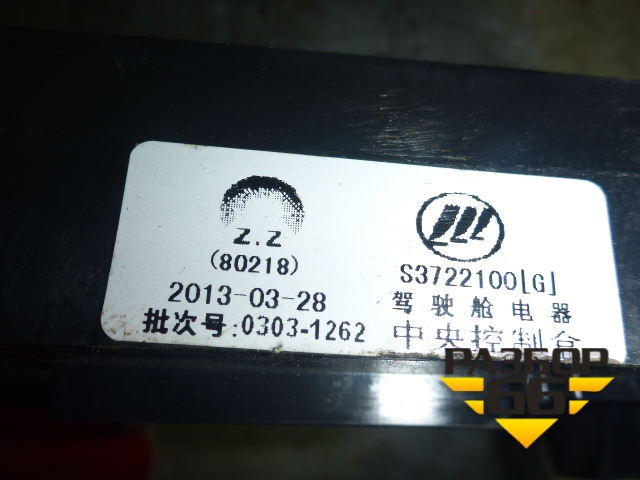 Z.Z
(80218)
2013-03-28
批次号:0303-1262
S3722100[G]
驾驶舱电器
中央控制台
РАЗБОР
66